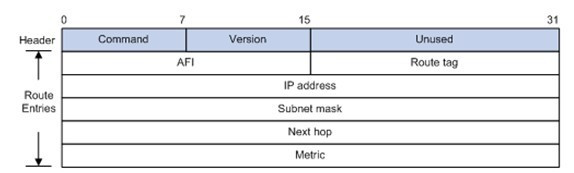 0 7 15 31
Header Command Version Unused
AFI Route tag
IP address
Route
Entries
Subnet mask
Next hop
Metric